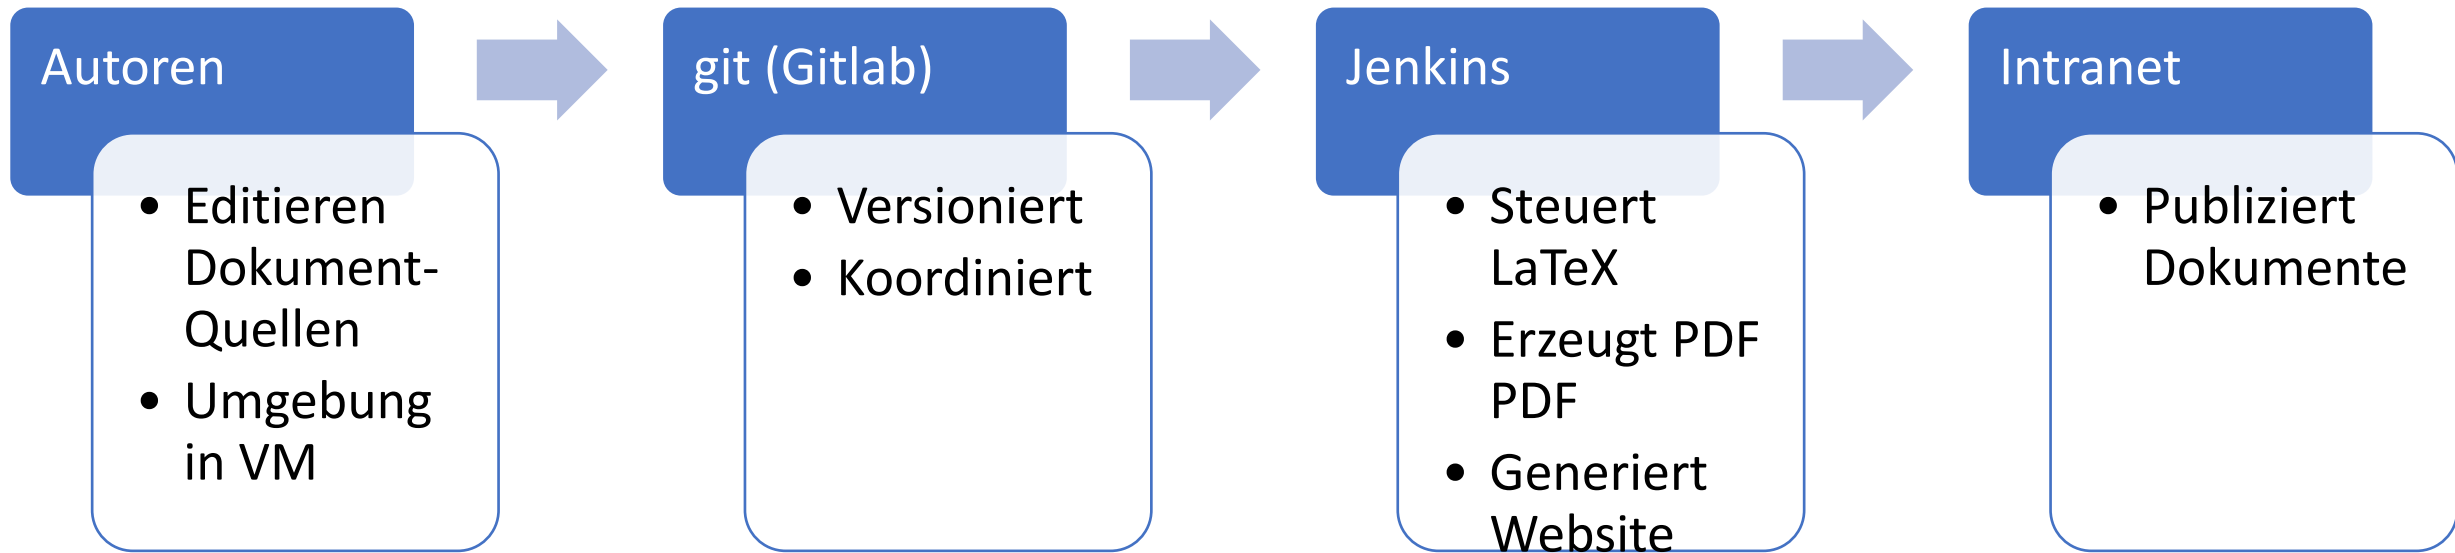 Autoren
• Editieren
Dokument-
Quellen
• Umgebung
in VM
git (Gitlab)
• Versioniert
• Koordiniert
Jenkins
• Steuert
LaTeX
• Erzeugt PDF
PDF
• Generiert
Website
Intranet
• Publiziert
Dokumente